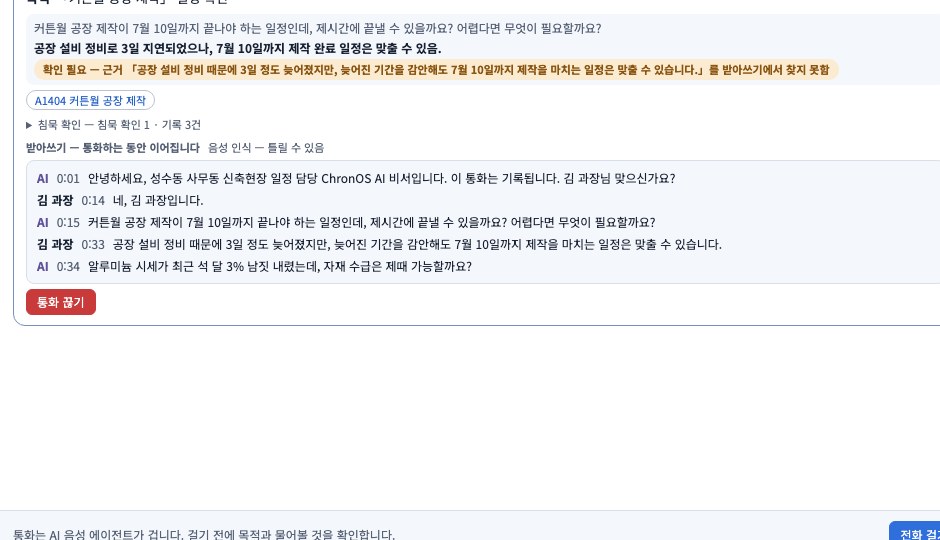 커튼월 공장 제작이 7월 10일까지 끝나야 하는 일정인데, 제시간에 끝낼 수 있을까요? 어렵다면 무엇이 필요할까요?
공장 설비 정비로 3일 지연되었으나, 7월 10일까지 제작 완료 일정은 맞출 수 있음.
확인 필요 — 근거 「공장 설비 정비 때문에 3일 정도 늦어졌지만, 늦어진 기간을 감안해도 7월 10일까지 제작을 마치는 일정은 맞출 수 있습니다.」를 받아쓰기에서 찾지 못함
A1404 커튼월 공장 제작
▶ 침묵 확인 — 침묵 확인 1 · 기록 3건
받아쓰기 — 통화하는 동안 이어집니다 음성 인식 — 틀릴 수 있음
AI 0:01 안녕하세요, 성수동 사무동 신축현장 일정 담당 ChronOS AI 비서입니다. 이 통화는 기록됩니다. 김 과장님 맞으신가요?
김 과장 0:14 네, 김 과장입니다.
AI 0:15 커튼월 공장 제작이 7월 10일까지 끝나야 하는 일정인데, 제시간에 끝낼 수 있을까요? 어렵다면 무엇이 필요할까요?
김 과장 0:33 공장 설비 정비 때문에 3일 정도 늦어졌지만, 늦어진 기간을 감안해도 7월 10일까지 제작을 마치는 일정은 맞출 수 있습니다.
AI 0:34 알루미늄 시세가 최근 석 달 3% 남짓 내렸는데, 자재 수급은 제때 가능할까요?
통화 끊기
통화는 AI 음성 에이전트가 겁니다. 걸기 전에 목적과 물어볼 것을 확인합니다.
전화 걸기